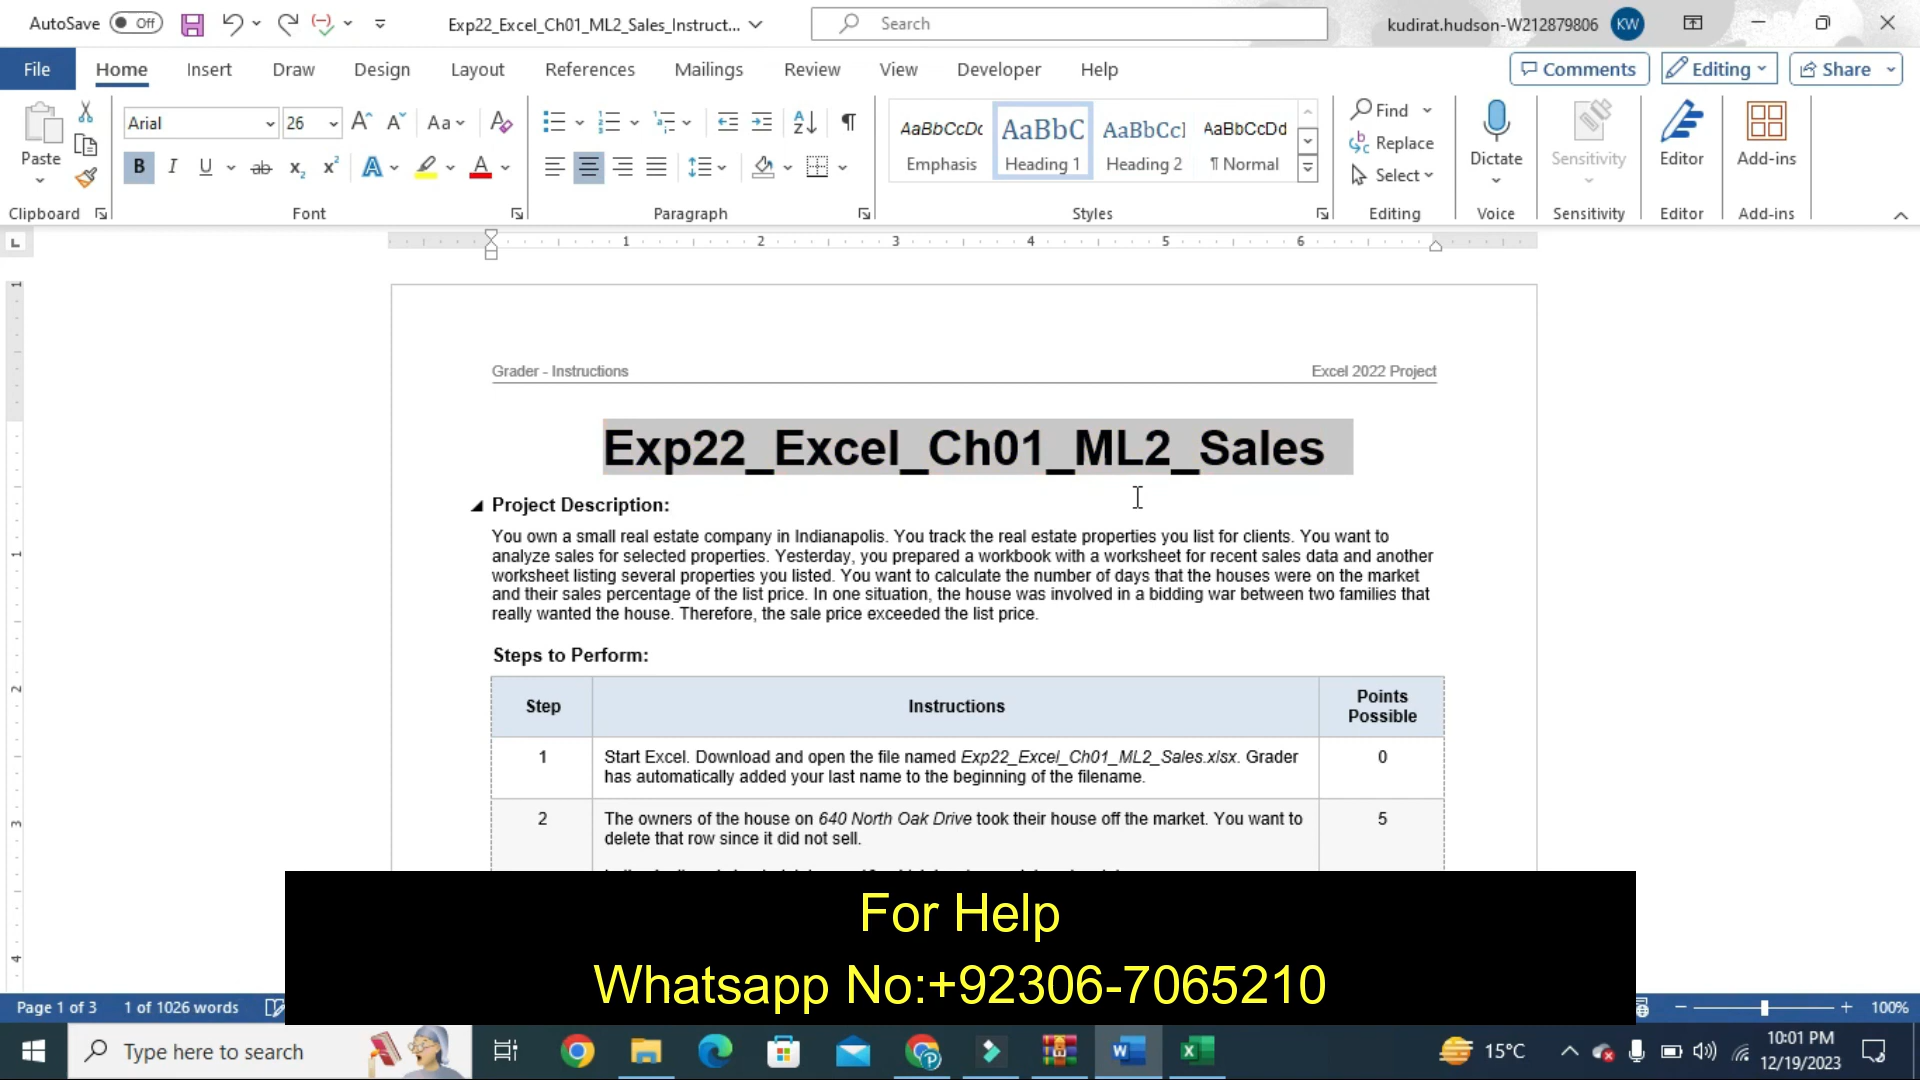 AutoSave Off
Exp22_Excel_Ch01_ML2_Sales_Instruct...
Search
kudirat.hudson-W212879806 KW
File Home Insert Draw Design Layout References Mailings Review View Developer Help
Comments Editing Share
Paste
Arial 26
Aa
B I U ab x₂ x² A A
AaBbCcDc AaBbC AaBbCcI AaBbCcDd
Emphasis Heading 1 Heading 2 ¶ Normal
Find
Replace
Select
Dictate Sensitivity Editor Add-ins
Clipboard Font Paragraph Styles Editing Voice Sensitivity Editor Add-ins
1 2 3 4 5 6
Grader - Instructions Excel 2022 Project
Exp22_Excel_Ch01_ML2_Sales
Project Description:
You own a small real estate company in Indianapolis. You track the real estate properties you list for clients. You want to
analyze sales for selected properties. Yesterday, you prepared a workbook with a worksheet for recent sales data and another
worksheet listing several properties you listed. You want to calculate the number of days that the houses were on the market
and their sales percentage of the list price. In one situation, the house was involved in a bidding war between two families that
really wanted the house. Therefore, the sale price exceeded the list price.
Steps to Perform:
Step Instructions Points
Possible
1 Start Excel. Download and open the file named Exp22_Excel_Ch01_ML2_Sales.xlsx. Grader 0
has automatically added your last name to the beginning of the filename.
2 The owners of the house on 640 North Oak Drive took their house off the market. You want to 5
delete that row since it did not sell.
For Help
Whatsapp No:+92306-7065210
Page 1 of 3 1 of 1026 words
100%
Type here to search
15°C
10:01 PM
12/19/2023